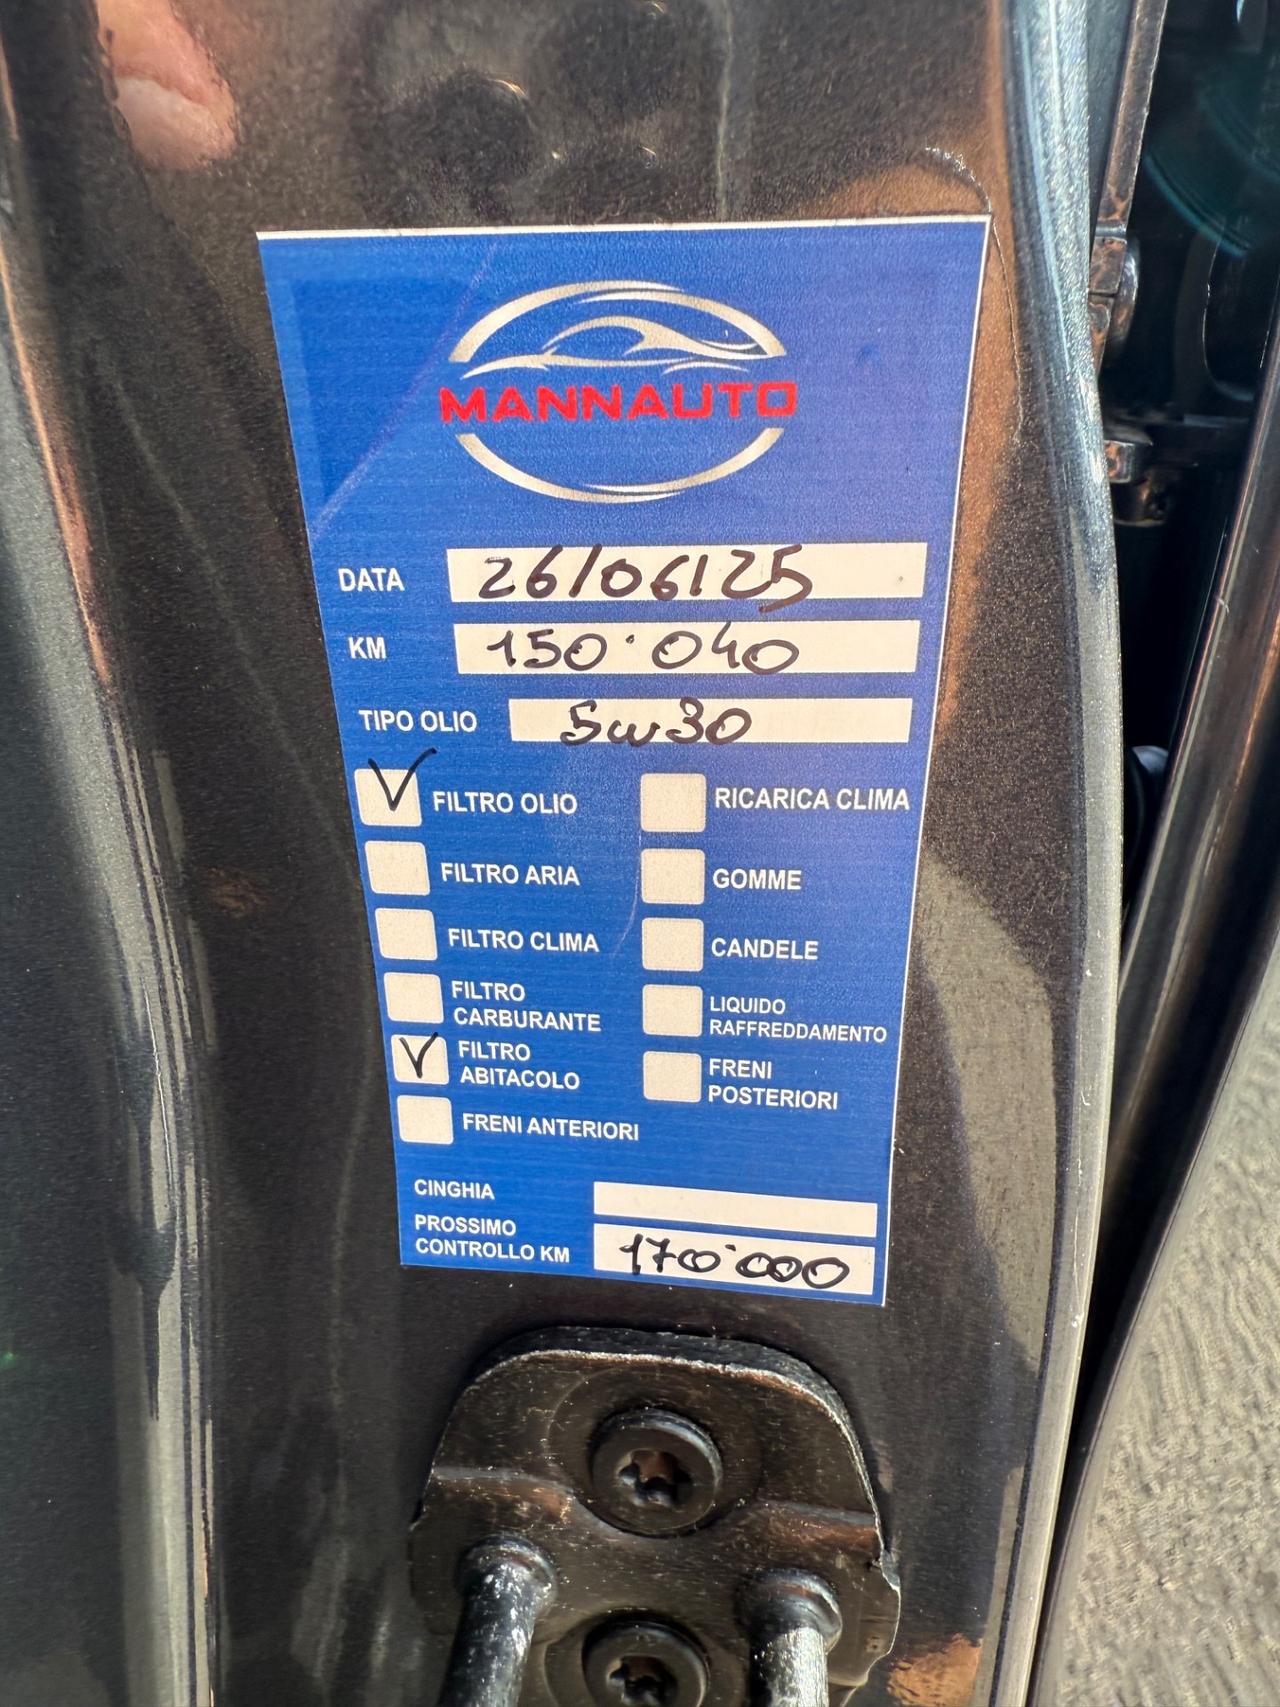 MANNAUTO
DATA 26/06/25
KM 150˙040
TIPO OLIO 5w30
V FILTRO OLIO
RICARICA CLIMA
FILTRO ARIA
GOMME
FILTRO CLIMA
CANDELE
FILTRO
CARBURANTE
LIQUIDO
RAFFREDDAMENTO
V FILTRO
ABITACOLO
FRENI
POSTERIORI
FRENI ANTERIORI
CINGHIA
PROSSIMO
CONTROLLO KM 170˙000